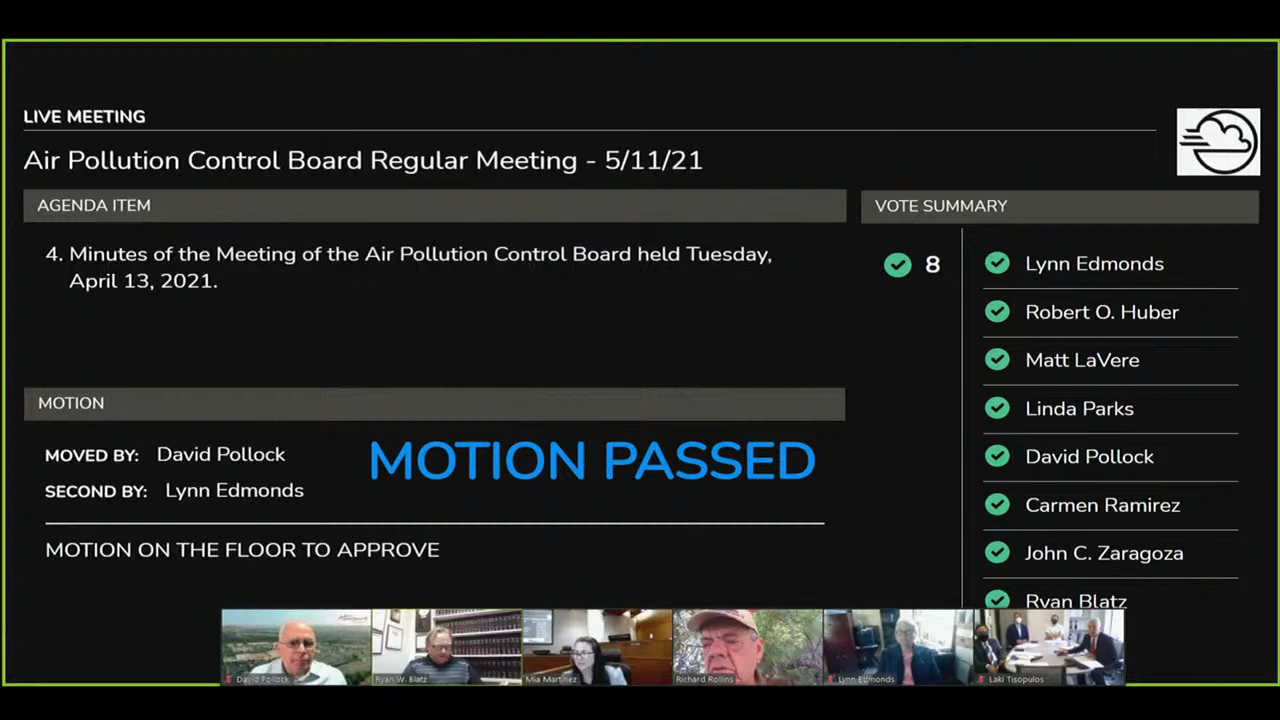 LIVE MEETING
Air Pollution Control Board Regular Meeting - 5/11/21
AGENDA ITEM
4. Minutes of the Meeting of the Air Pollution Control Board held Tuesday,
April 13, 2021.
MOTION
MOVED BY: David Pollock
SECOND BY: Lynn Edmonds
MOTION PASSED
MOTION ON THE FLOOR TO APPROVE
VOTE SUMMARY
8
Lynn Edmonds
Robert O. Huber
Matt LaVere
Linda Parks
David Pollock
Carmen Ramirez
John C. Zaragoza
Ryan Blatz
David Pollock
Ryan W. Blatz
Mia Martinez
Richard Rollins
Lynn Edmonds
Laki Tisopulos